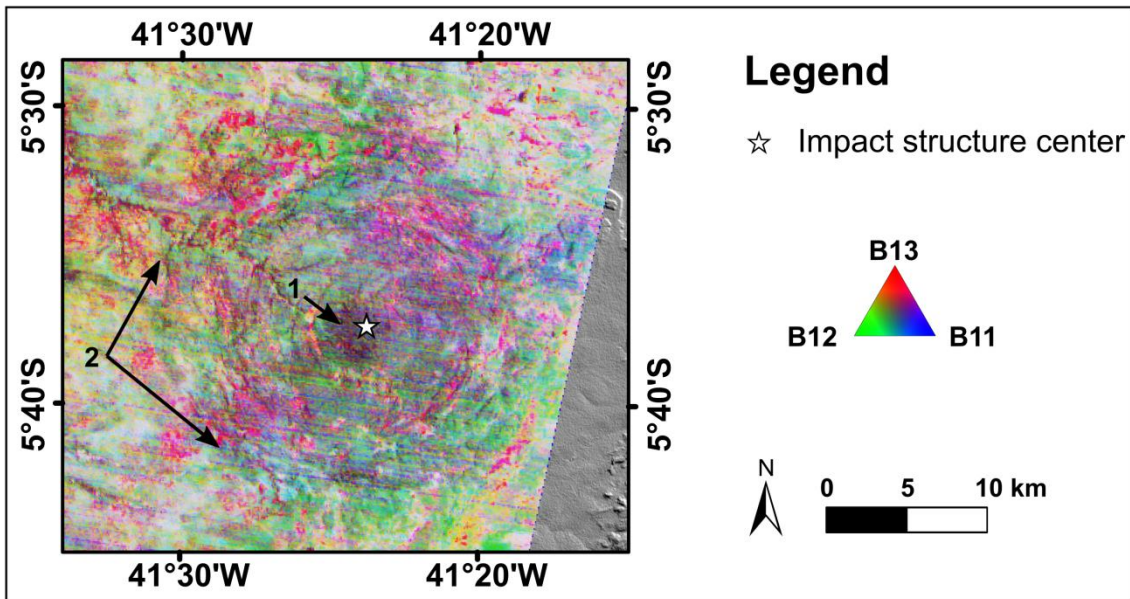 41°30'W 41°20'W
5°30'S 5°30'S
Legend
Impact structure center
B13
B12 B11
1
2
5°40'S 5°40'S
N
0 5 10 km
41°30'W 41°20'W